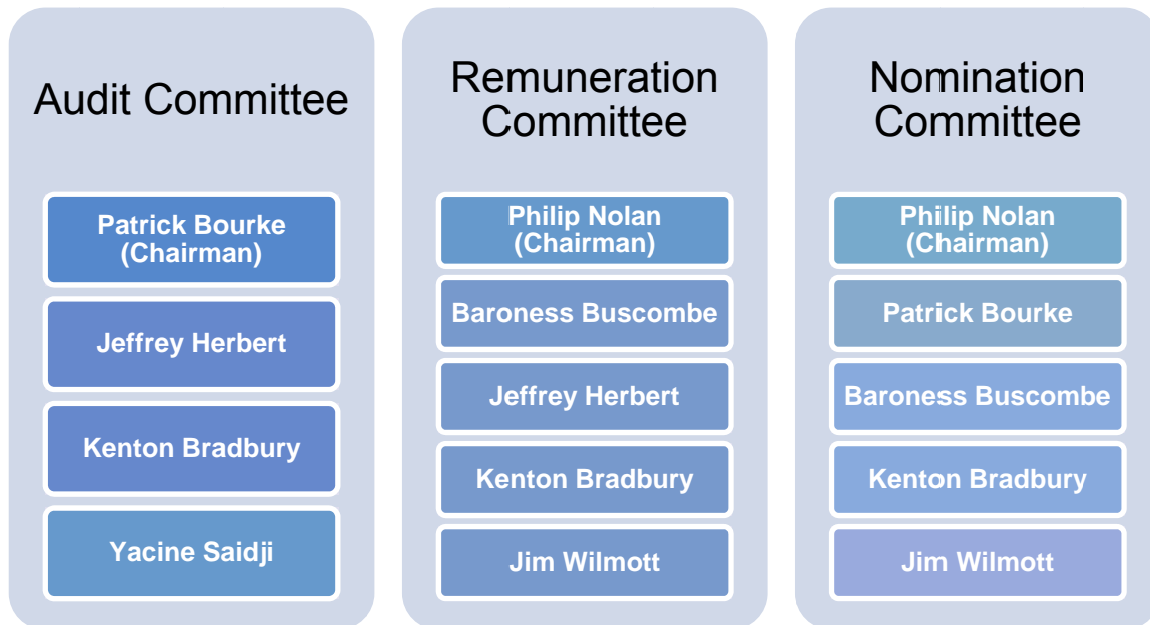 Audit Committee
Patrick Bourke
(Chairman)
Jeffrey Herbert
Kenton Bradbury
Yacine Saidji
Remuneration
Committee
Philip Nolan
(Chairman)
Baroness Buscombe
Jeffrey Herbert
Kenton Bradbury
Jim Wilmott
Nomination
Committee
Philip Nolan
(Chairman)
Patrick Bourke
Baroness Buscombe
Kenton Bradbury
Jim Wilmott